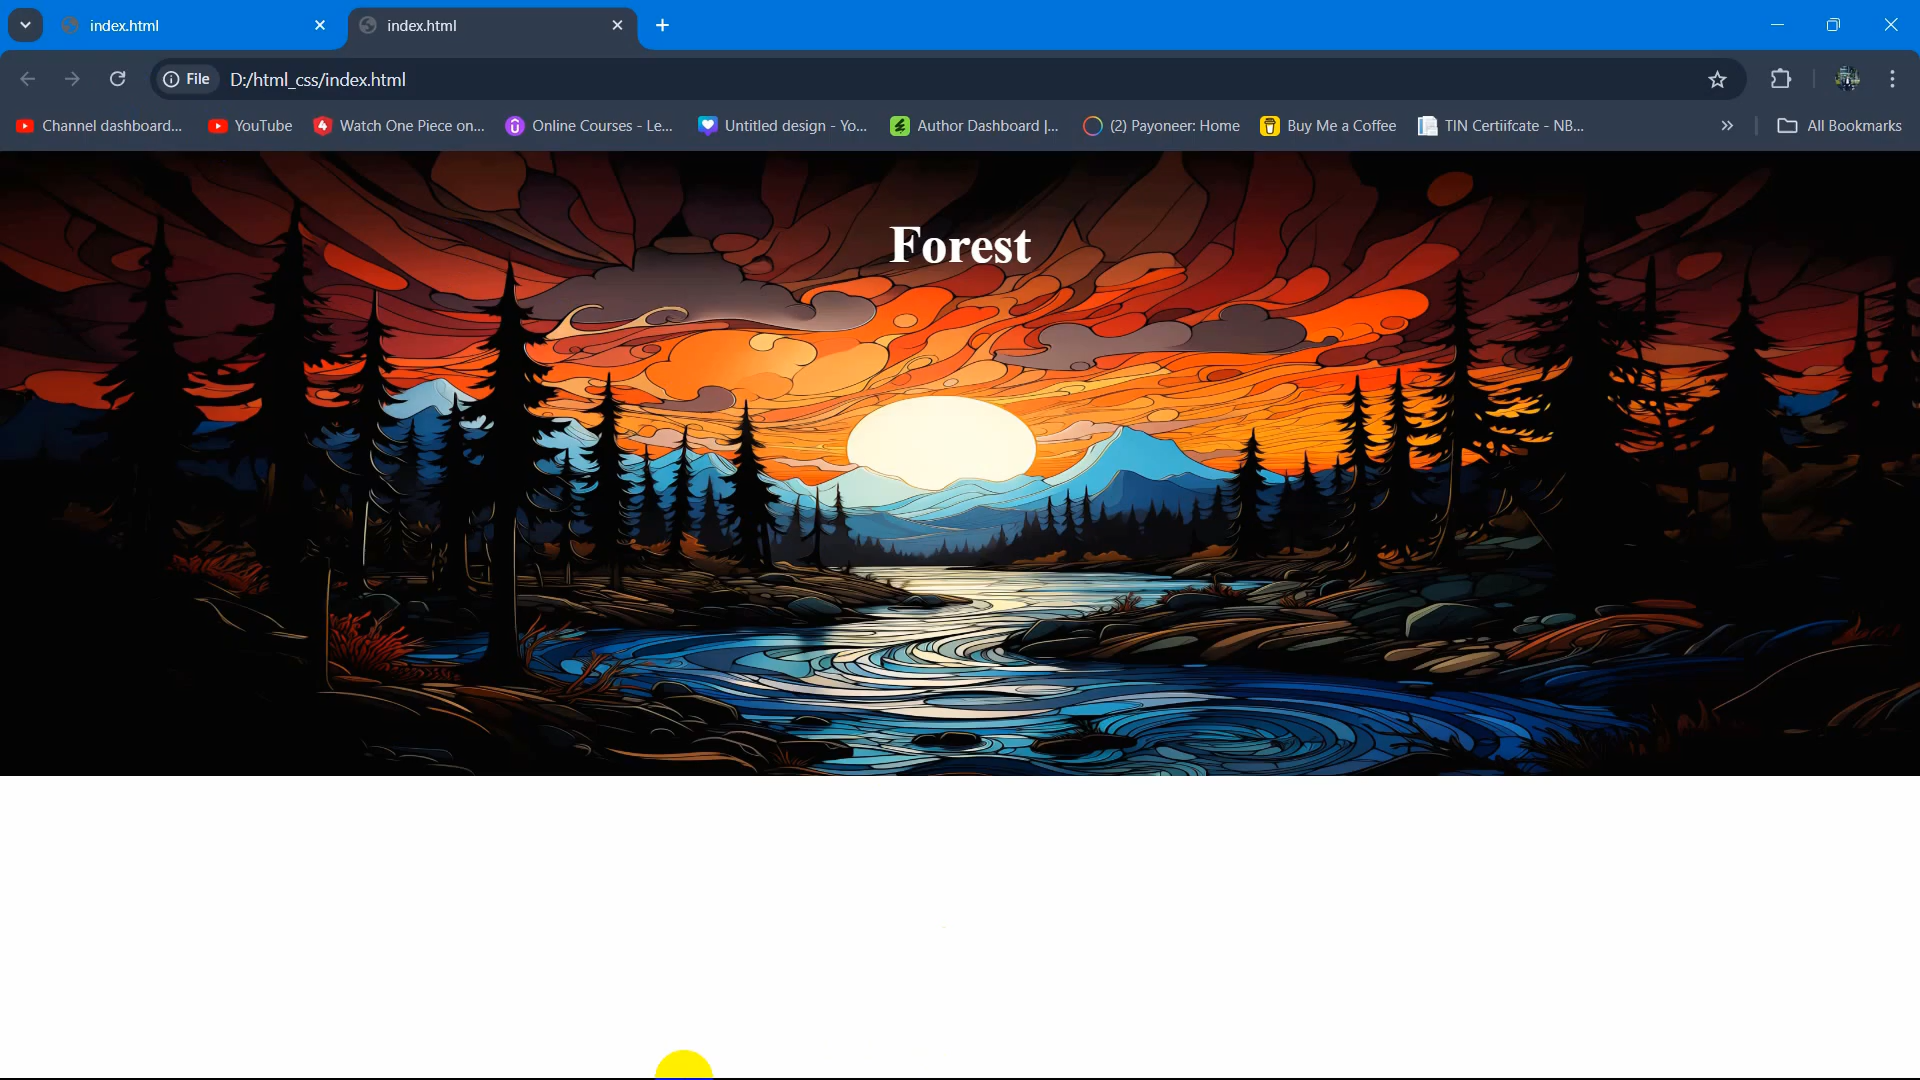 index.html
index.html
File
D:/html_css/index.html
Channel dashboard...
YouTube
Watch One Piece on...
Online Courses - Le...
Untitled design - Yo...
Author Dashboard |...
(2) Payoneer: Home
Buy Me a Coffee
TIN Certiifcate - NB...
All Bookmarks
Forest